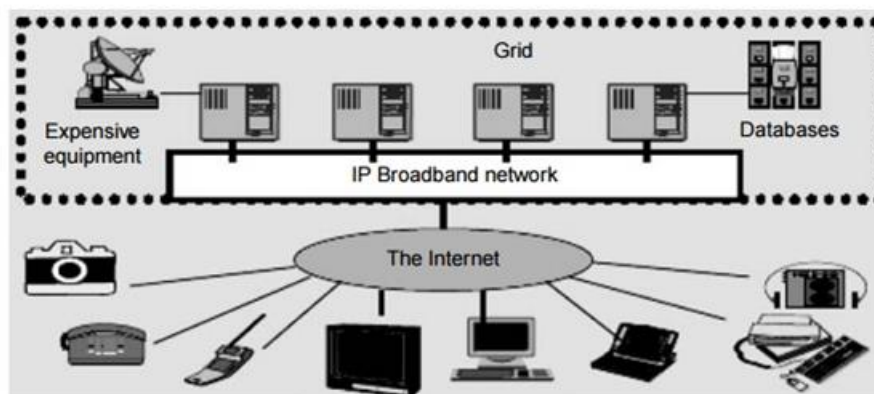 Grid
Expensive
equipment
Databases
IP Broadband network
The Internet